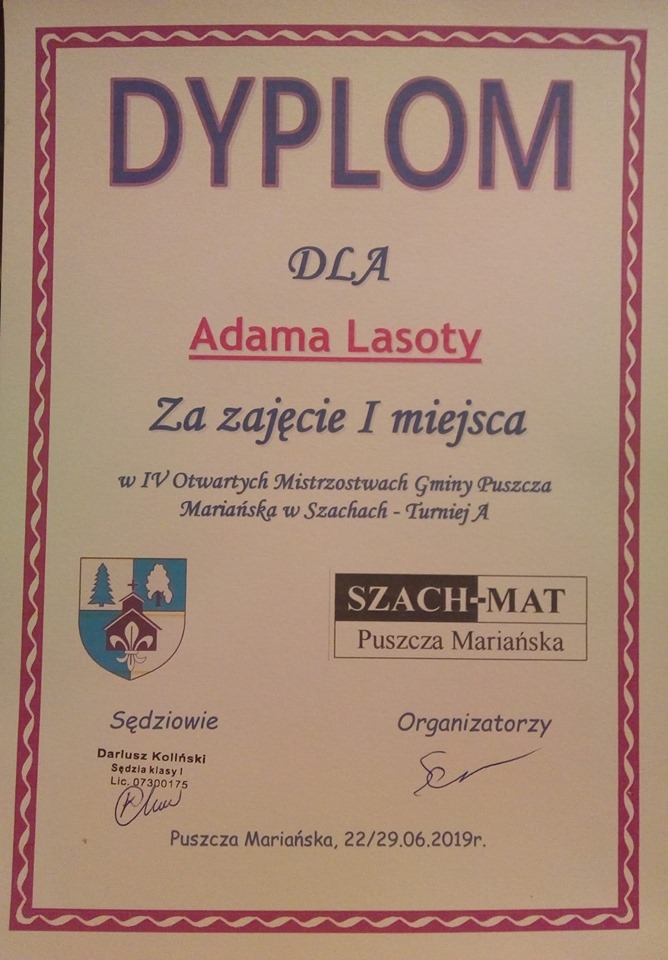 DYPLOM
DLA
Adama Lasoty
Za zajęcie I miejsca
w IV Otwartych Mistrzostwach Gminy Puszcza
Mariańska w Szachach - Turniej A
SZACH-MAT
Puszcza Mariańska
Sędziowie
Organizatorzy
Dariusz Koliński
Sędzia klasy I
Lic. 07300175
Puszcza Mariańska, 22/29.06.2019r.